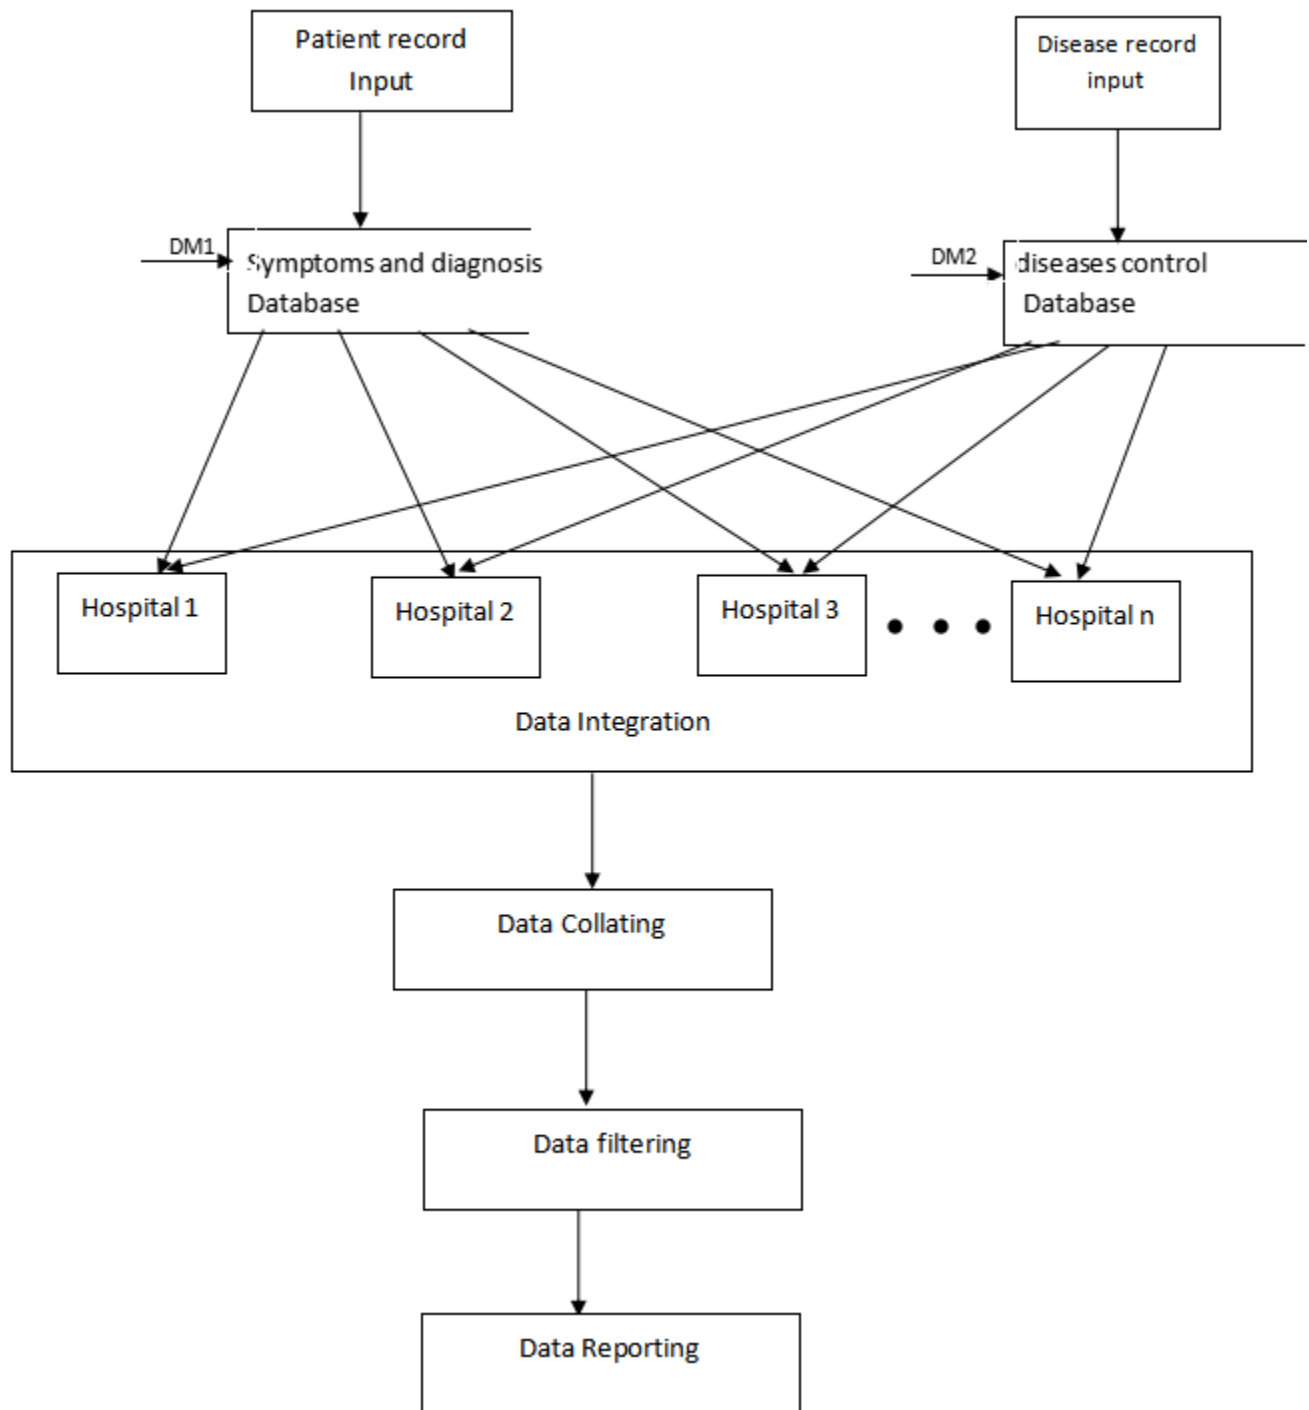 Patient record
Input
Disease record
input
DM1
Symptoms and diagnosis
Database
DM2
diseases control
Database
Hospital 1
Hospital 2
Hospital 3
Hospital n
Data Integration
Data Collating
Data filtering
Data Reporting